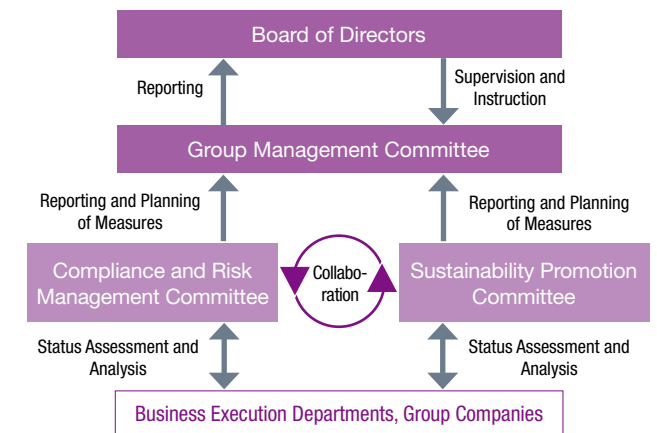 Board of Directors
Reporting
Supervision and
Instruction
Group Management Committee
Reporting and Planning
of Measures
Reporting and Planning
of Measures
Compliance and Risk
Management Committee
Collabo-
ration
Sustainability Promotion
Committee
Status Assessment and
Analysis
Status Assessment and
Analysis
Business Execution Departments, Group Companies